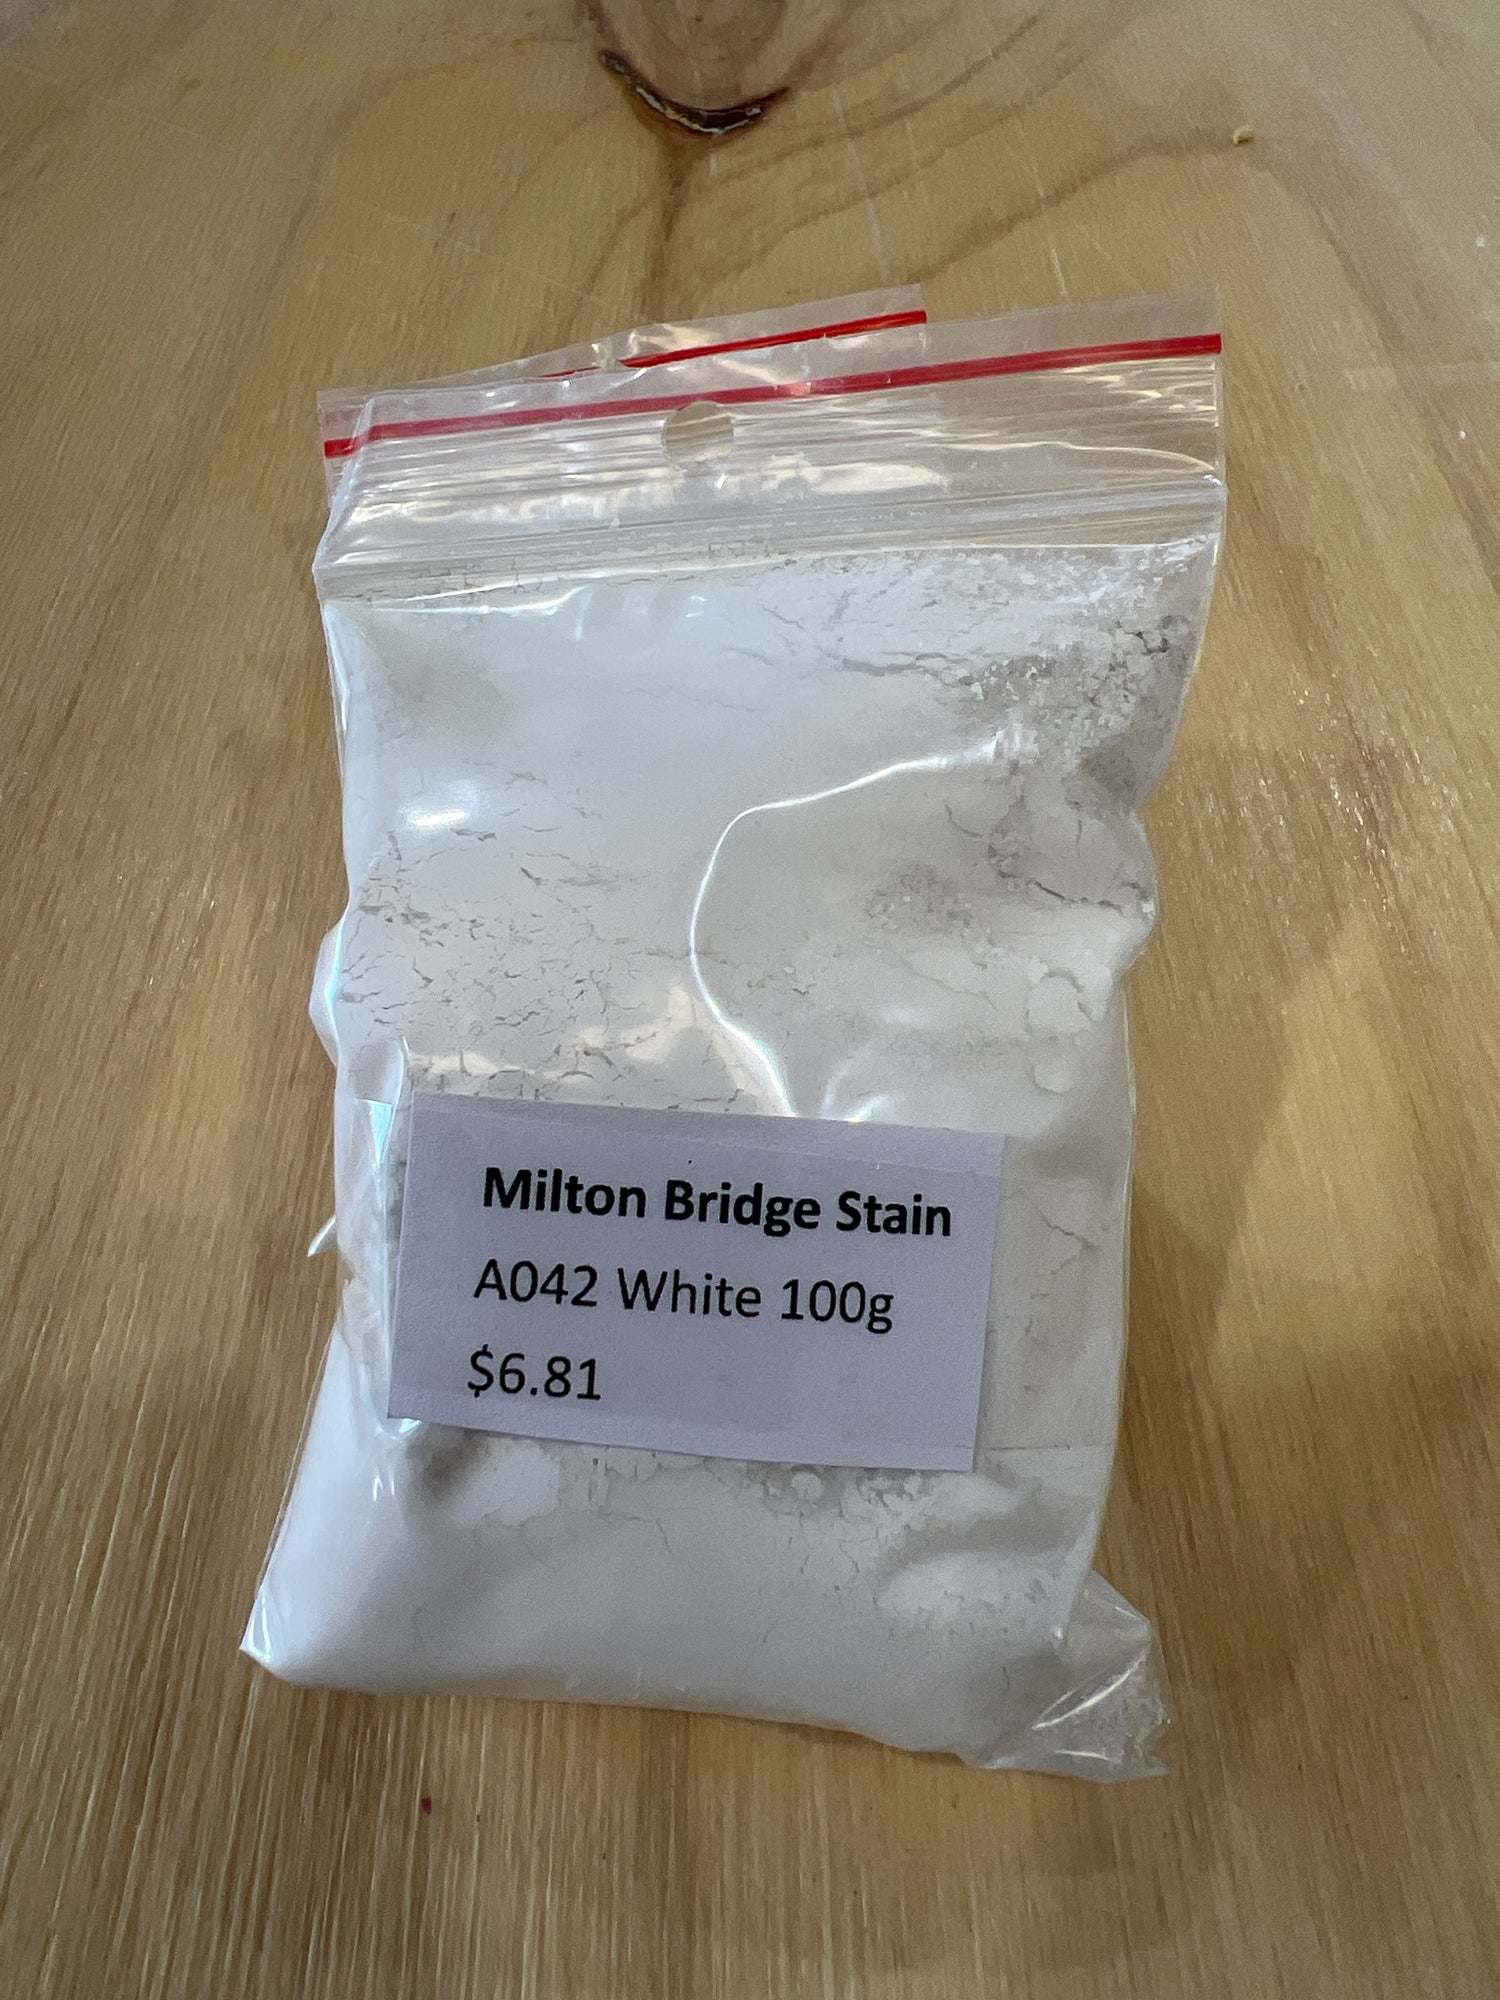 Milton Bridge Stain
A042 White 100g
$6.81